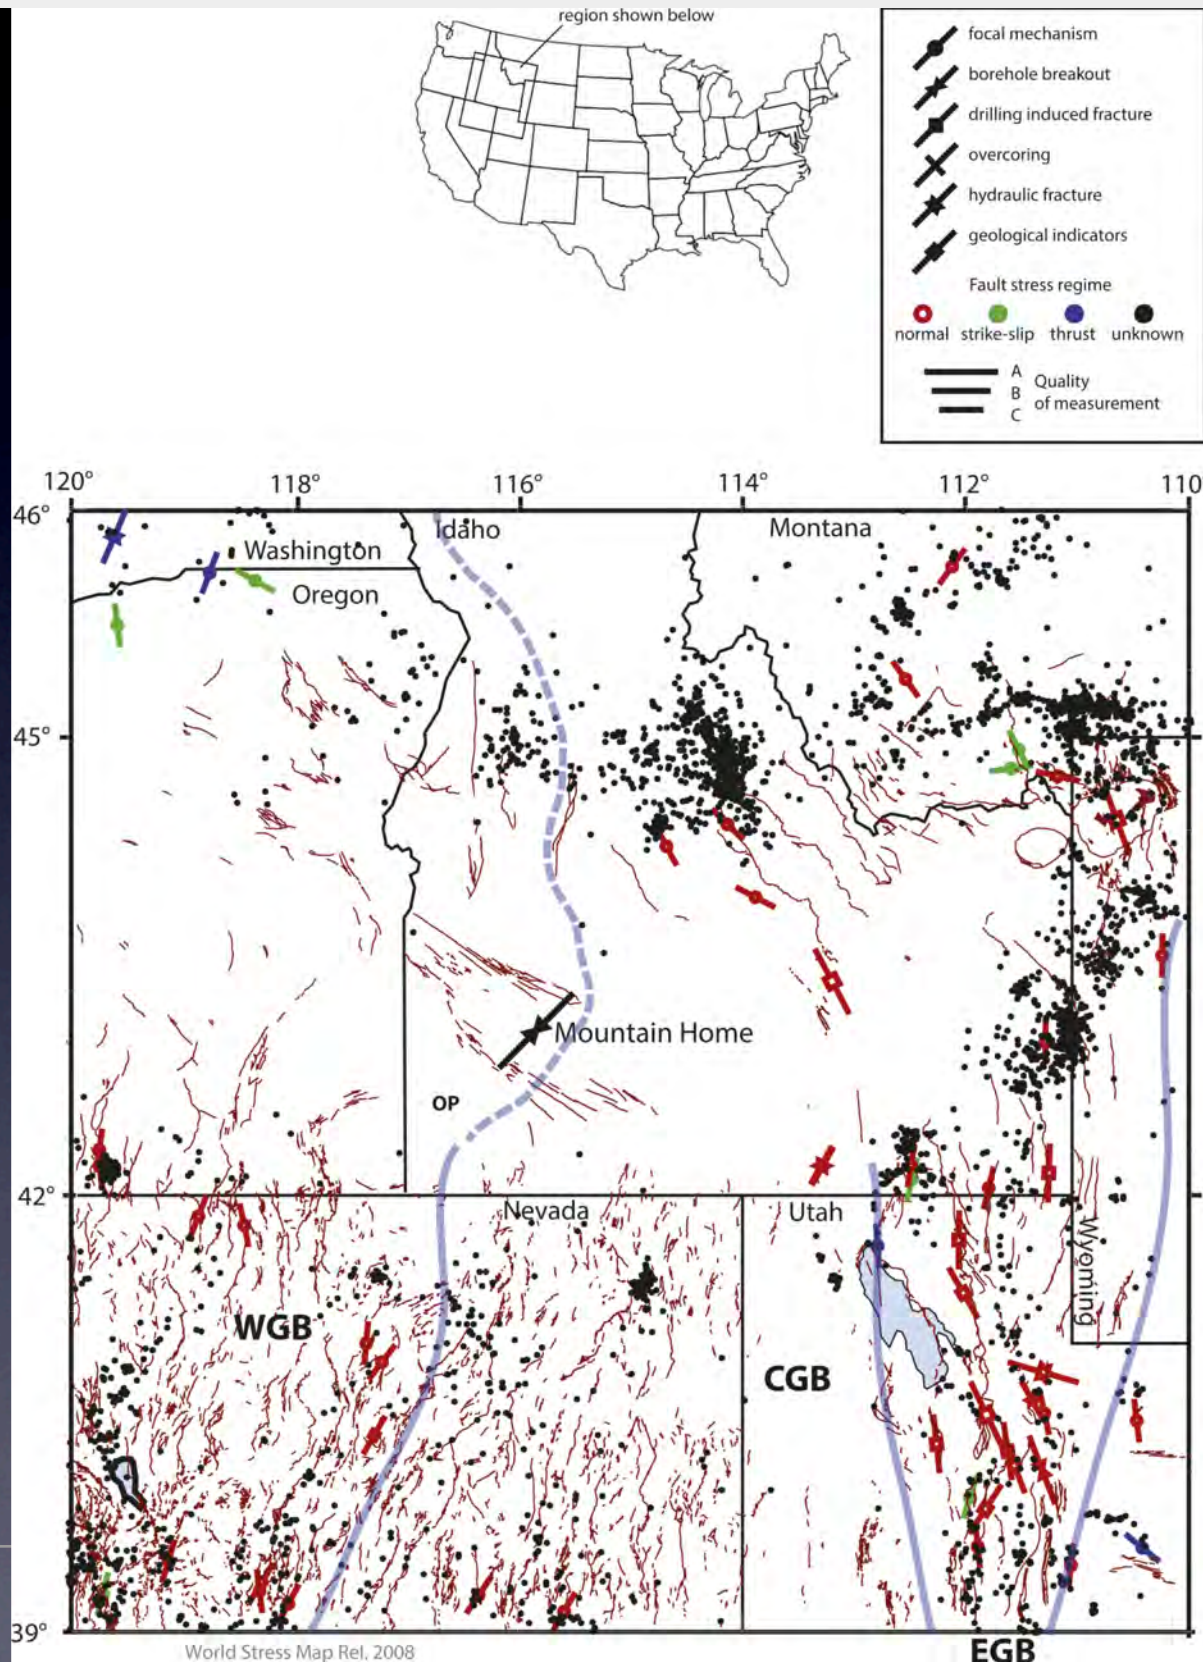 region shown below
focal mechanism
borehole breakout
drilling induced fracture
overcoring
hydraulic fracture
geological indicators
Fault stress regime
normal strike-slip thrust unknown
A
B
C
Quality
of measurement
120° 118° 116° 114° 112° 110
46°
Idaho
Montana
Washington
Oregon
45°
Mountain Home
OP
42°
Nevada
Utah
Wyoming
WGB
CGB
39°
World Stress Map Rel, 2008
EGB